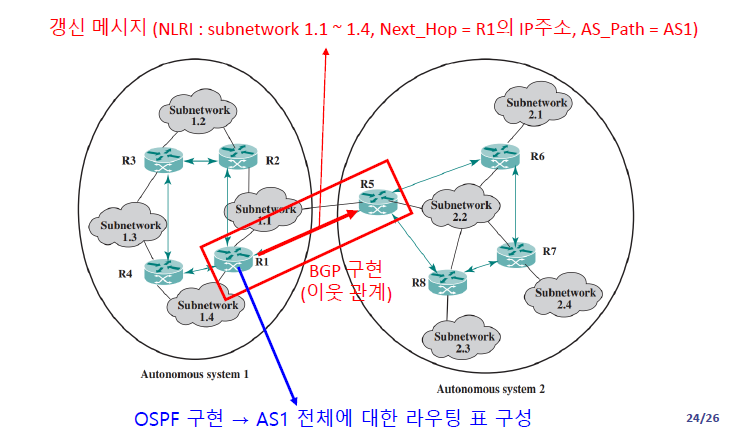 갱신 메시지 (NLRI : subnetwork 1.1 ~ 1.4, Next_Hop = R1의 IP주소, AS_Path = AS1)
Subnetwork
1.2
Subnetwork
2.1
R3
R2
R6
R5
Subnetwork
1.1
Subnetwork
2.2
Subnetwork
1.3
R4
R1
R7
BGP 구현
(이웃 관계)
R8
Subnetwork
1.4
Subnetwork
2.4
Subnetwork
2.3
Autonomous system 1
Autonomous system 2
OSPF 구현 → AS1 전체에 대한 라우팅 표 구성
24/26